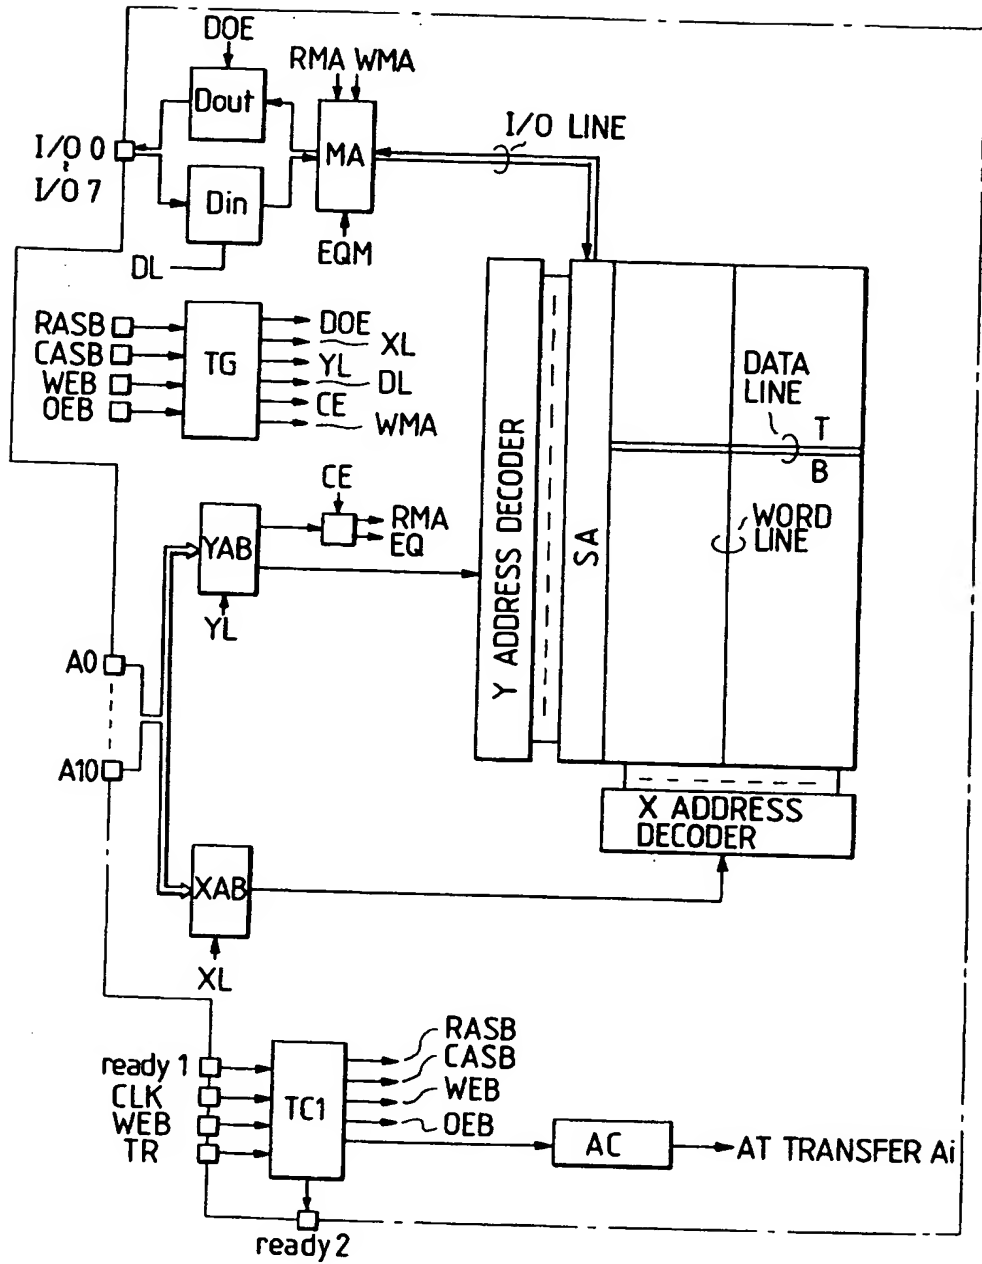 DOE
RMA WMA
Dout
I/O LINE
I/O 0
~
I/O 7
MA
Din
DL
EQM
RASB
CASB
WEB
OEB
TG
DOE
XL
YL
DL
CE
WMA
DATA
LINE
T
B
WORD
LINE
Y ADDRESS DECODER
SA
CE
RMA
EQ
YAB
YL
A0
A10
X ADDRESS
DECODER
XAB
XL
ready 1
CLK
WEB
TR
TC1
RASB
CASB
WEB
OEB
AC
AT TRANSFER Ai
ready 2